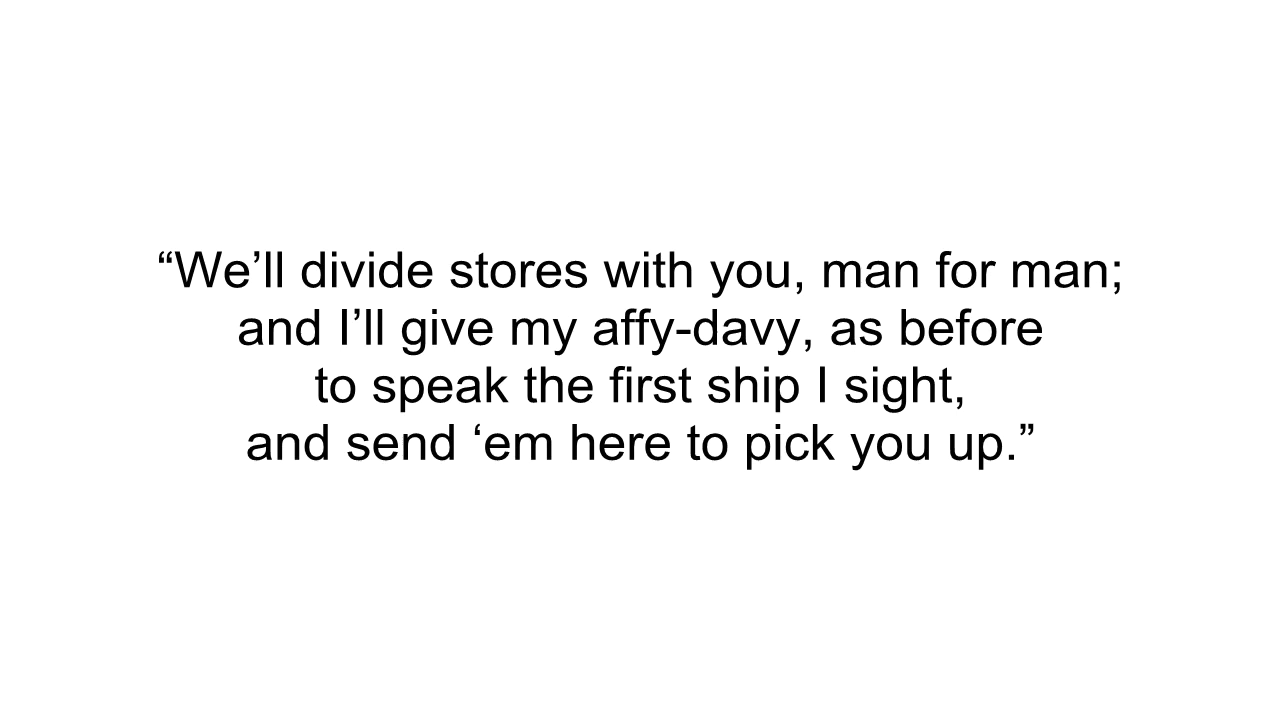 “We’ll divide stores with you, man for man;
and I’ll give my affy-davy, as before
to speak the first ship I sight,
and send ‘em here to pick you up.”